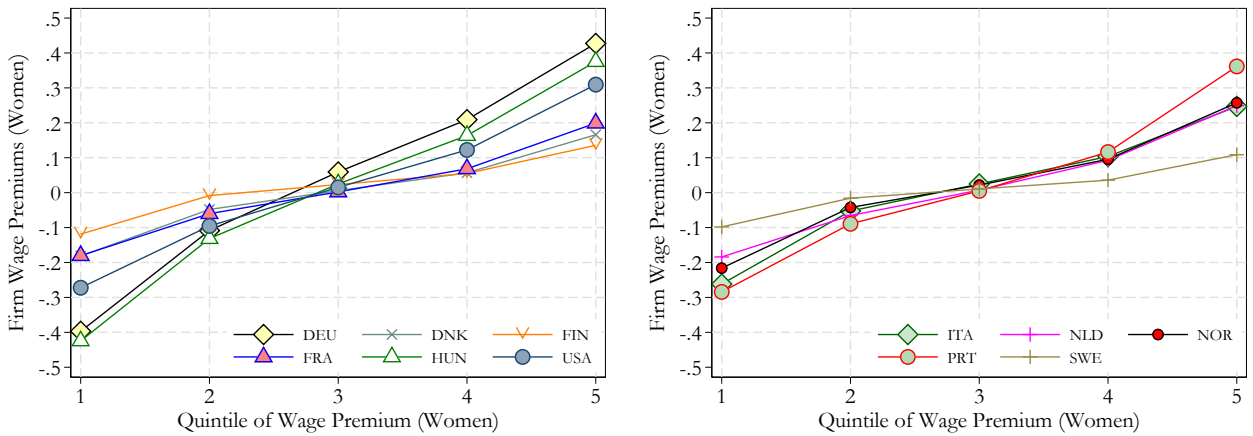 Firm Wage Premiums (Women)
.5
.4
.3
.2
.1
0
-.1
-.2
-.3
-.4
-.5
DEU DNK FIN
FRA HUN USA
1 2 3 4 5
Quintile of Wage Premium (Women)
Firm Wage Premiums (Women)
.5
.4
.3
.2
.1
0
-.1
-.2
-.3
-.4
-.5
ITA NLD NOR
PRT SWE
1 2 3 4 5
Quintile of Wage Premium (Women)